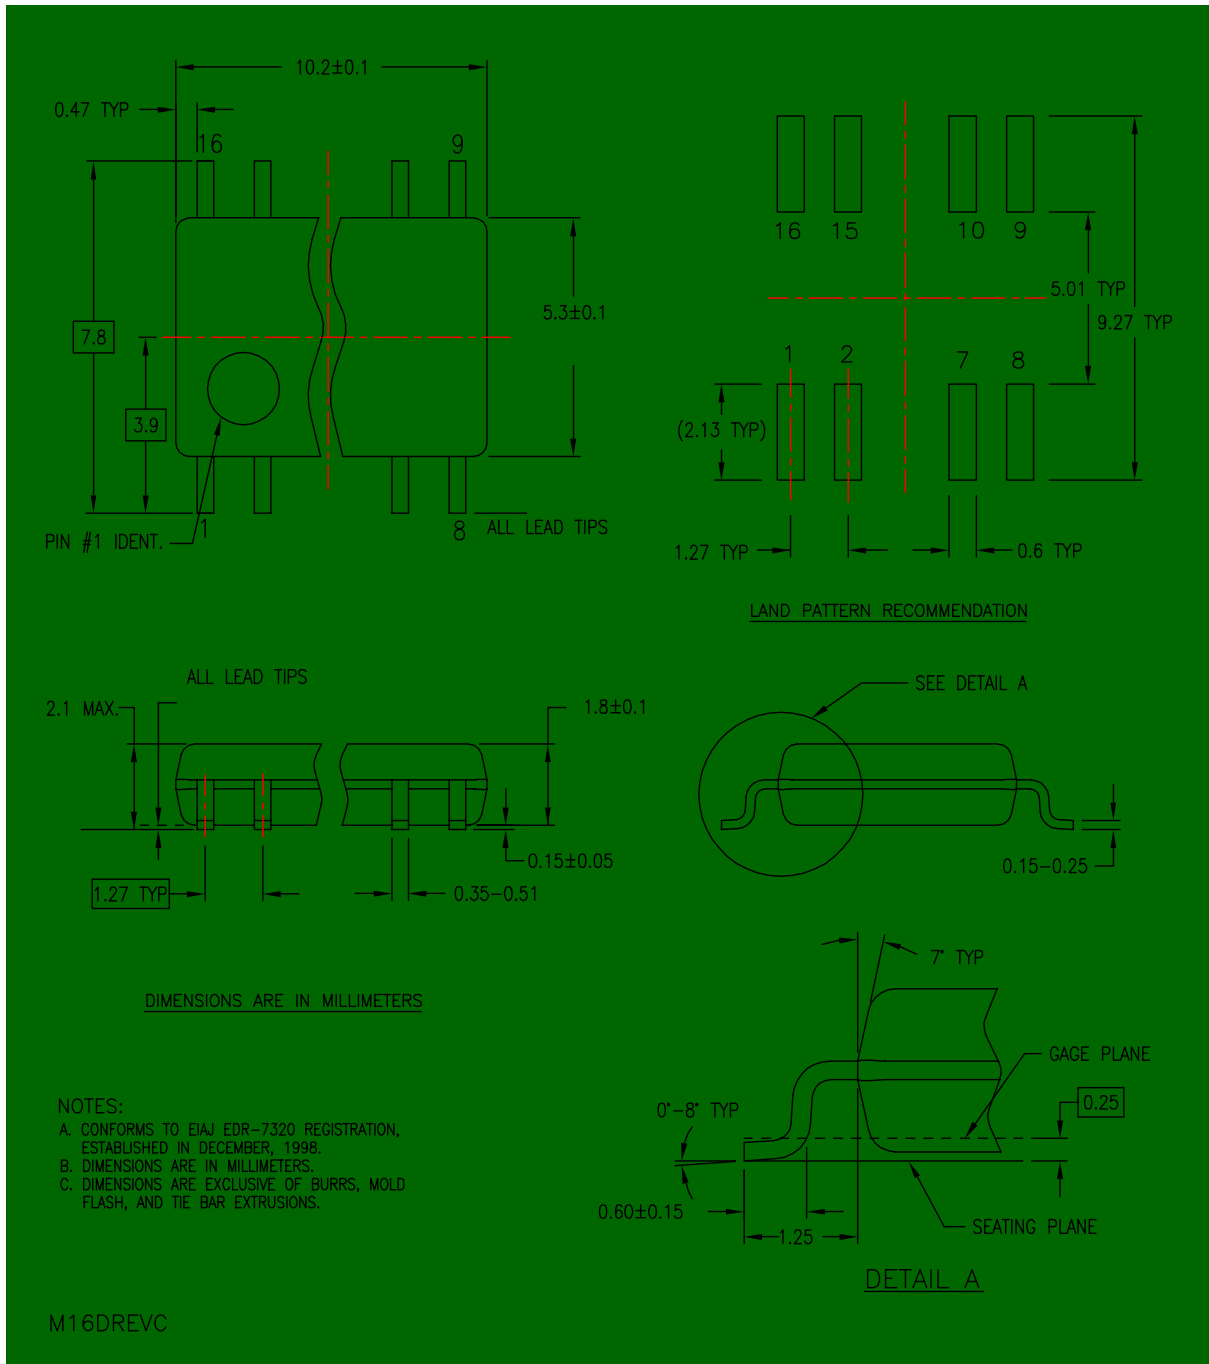 10.2±0.1
0.47 TYP
16
9
7.8
3.9
5.3±0.1
PIN #1 IDENT.
1
8
ALL LEAD TIPS
16
15
10
9
5.01 TYP
9.27 TYP
1
2
7
8
(2.13 TYP)
1.27 TYP
0.6 TYP
LAND PATTERN RECOMMENDATION
ALL LEAD TIPS
2.1 MAX.
1.8±0.1
0.15±0.05
1.27 TYP
0.35-0.51
SEE DETAIL A
0.15-0.25
DIMENSIONS ARE IN MILLIMETERS
7° TYP
GAGE PLANE
0.25
0°-8° TYP
0.60±0.15
1.25
SEATING PLANE
DETAIL A
NOTES:
A. CONFORMS TO EIAJ EDR-7320 REGISTRATION,
ESTABLISHED IN DECEMBER, 1998.
B. DIMENSIONS ARE IN MILLIMETERS.
C. DIMENSIONS ARE EXCLUSIVE OF BURRS, MOLD
FLASH, AND TIE BAR EXTRUSIONS.
M16DREVC